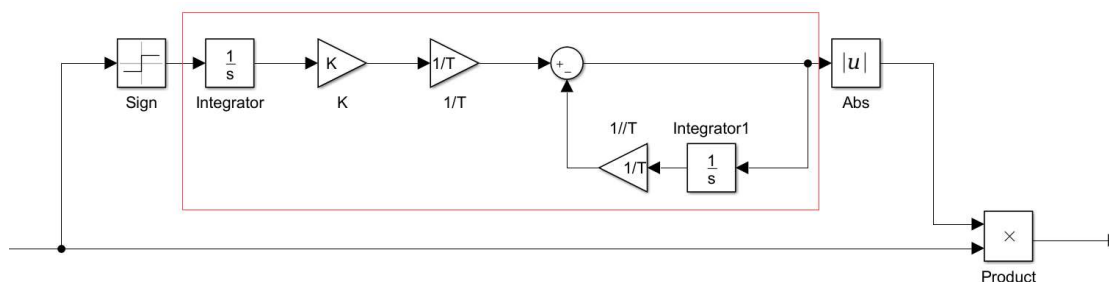 1
s
K
1/T
+
−
|u|
Sign
Integrator
K
1/T
Abs
1//T
Integrator1
1/T
1
s
×
Product